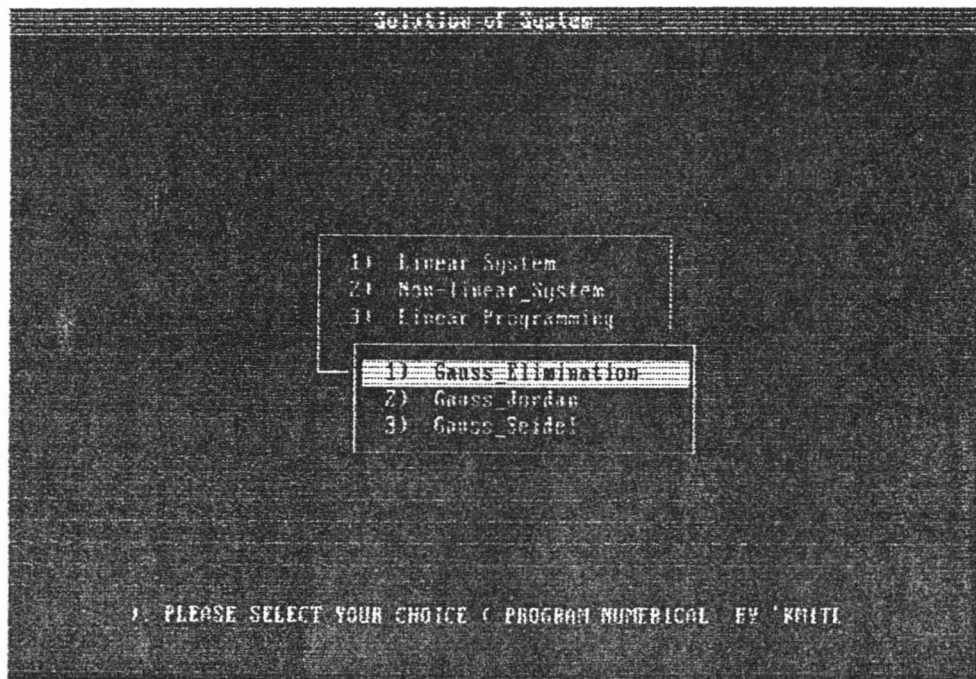 Solution of System
1) Linear System
2) Non-linear_System
3) Linear Programming
1) Gauss_Elimination
2) Gauss_Jordan
3) Gauss_Seidel
). PLEASE SELECT YOUR CHOICE ( PROGRAM NUMERICAL BY 'KMITL